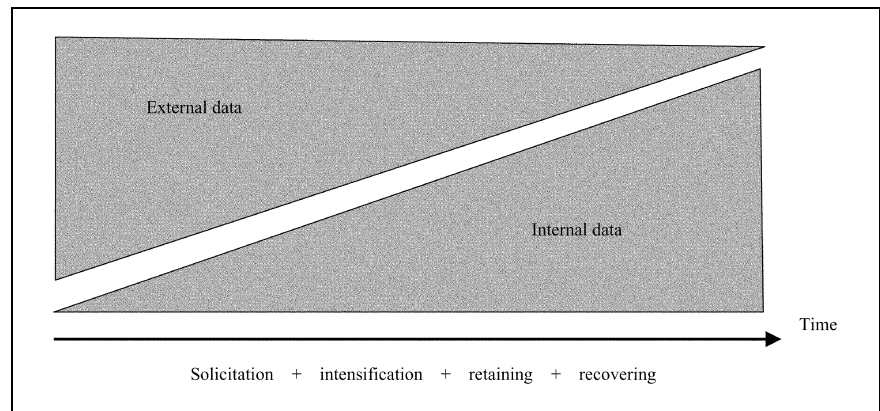 External data
Internal data
Time
Solicitation + intensification + retaining + recovering